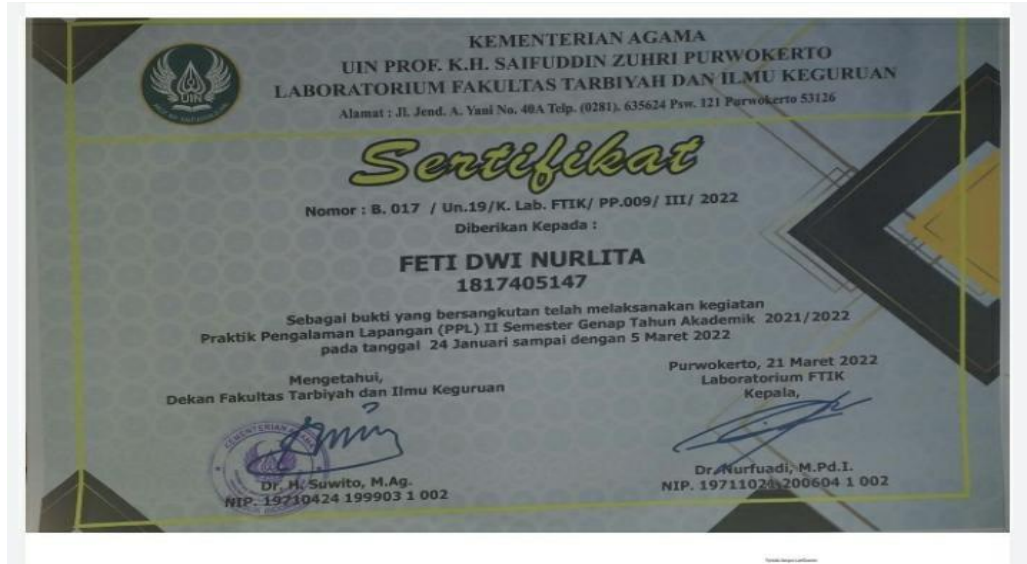 KEMENTERIAN AGAMA
UIN PROF. K.H. SAIFUDDIN ZUHRI PURWOKERTO
LABORATORIUM FAKULTAS TARBIYAH DAN ILMU KEGURUAN
Alamat : Jl. Jend. A. Yani No. 40A Telp. (0281). 635624 Psw. 121 Purwokerto 53126
UIN
Sertifikat
Nomor : B. 017 / Un.19/K. Lab. FTIK/ PP.009/ III/ 2022
Diberikan Kepada :
FETI DWI NURLITA
1817405147
Sebagai bukti yang bersangkutan telah melaksanakan kegiatan
Praktik Pengalaman Lapangan (PPL) II Semester Genap Tahun Akademik 2021/2022
pada tanggal 24 Januari sampai dengan 5 Maret 2022
Mengetahui,
Dekan Fakultas Tarbiyah dan Ilmu Keguruan
KEMENTERIAN AGAMA
Dr. H. Suwito, M.Ag.
NIP. 19710424 199903 1 002
Purwokerto, 21 Maret 2022
Laboratorium FTIK
Kepala,
Dr. Nurfuadi, M.Pd.I.
NIP. 19711021 200604 1 002